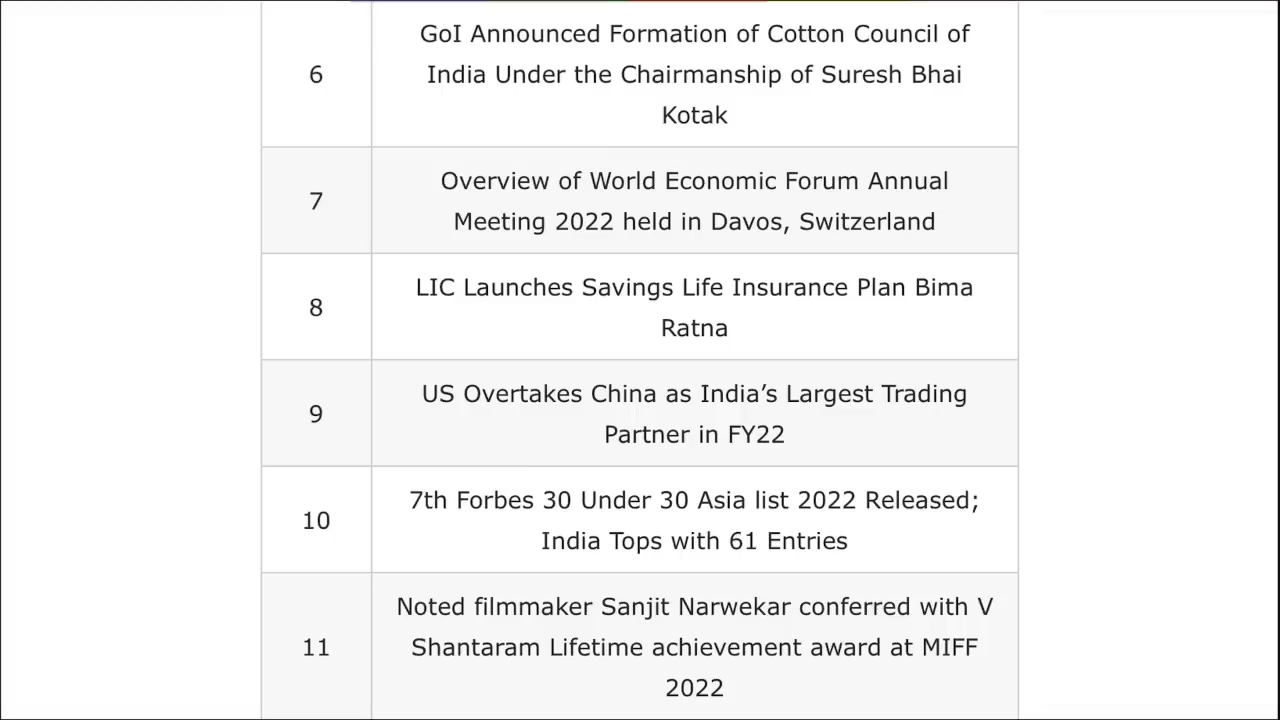 GoI Announced Formation of Cotton Council of
6
India Under the Chairmanship of Suresh Bhai
Kotak
Overview of World Economic Forum Annual
7
Meeting 2022 held in Davos, Switzerland
LIC Launches Savings Life Insurance Plan Bima
8
Ratna
US Overtakes China as India’s Largest Trading
9
Partner in FY22
7th Forbes 30 Under 30 Asia list 2022 Released;
10
India Tops with 61 Entries
Noted filmmaker Sanjit Narwekar conferred with V
11
Shantaram Lifetime achievement award at MIFF
2022